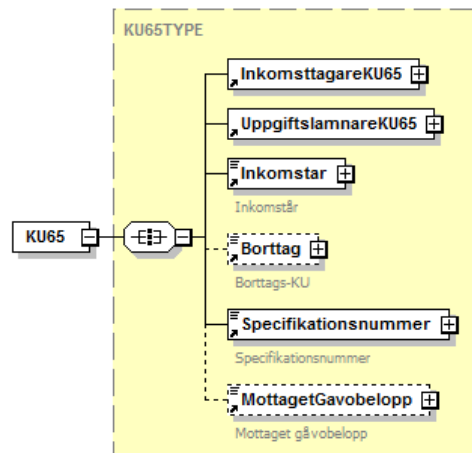 KU65TYPE
InkomsttagareKU65
UppgiftslamnareKU65
Inkomstar
Inkomstår
KU65
Borttag
Borttags-KU
Specifikationsnummer
Specifikationsnummer
MottagetGavobelopp
Mottaget gåvobelopp